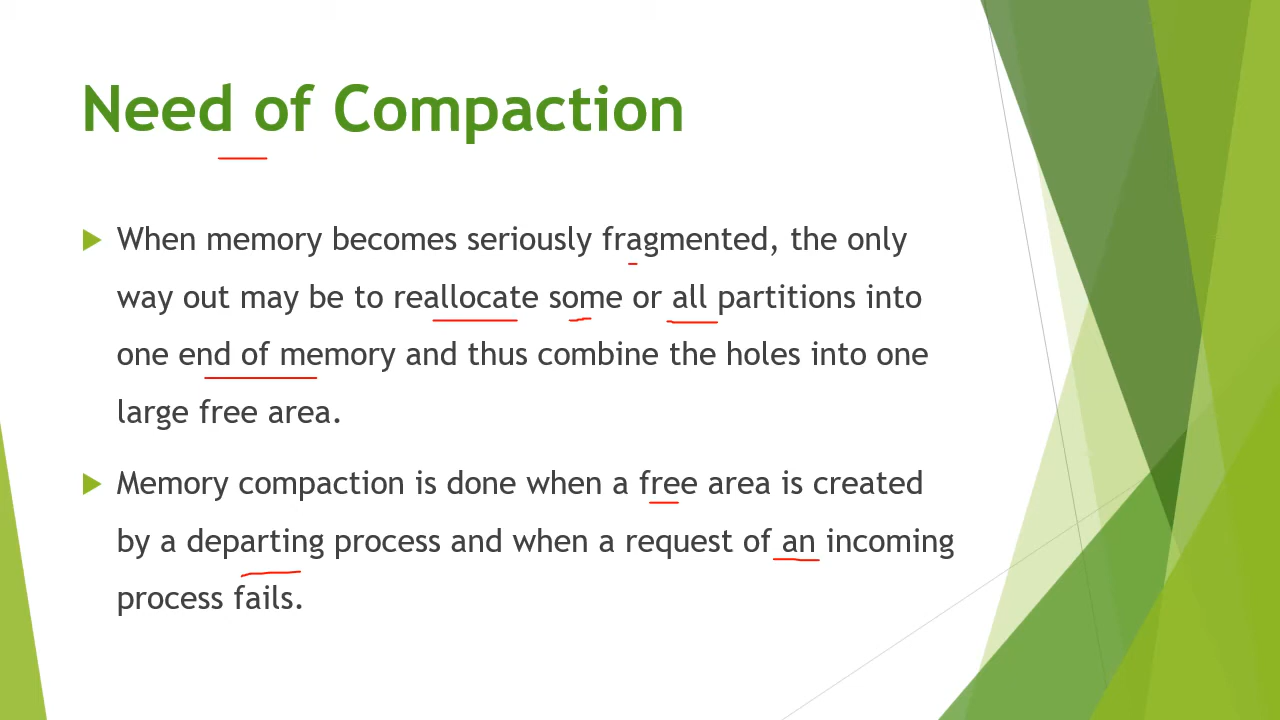 Need of Compaction
When memory becomes seriously fragmented, the only
way out may be to reallocate some or all partitions into
one end of memory and thus combine the holes into one
large free area.
Memory compaction is done when a free area is created
by a departing process and when a request of an incoming
process fails.